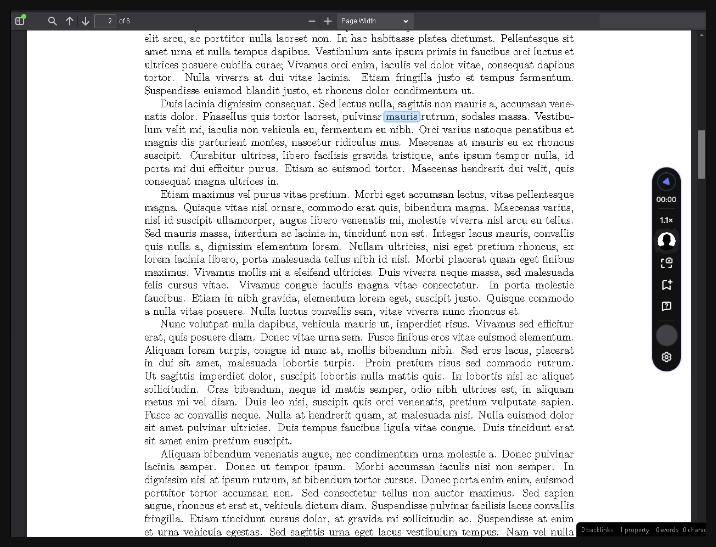 2 of 8
Page Width
elit arcu, ac porttitor nulla laoreet non. In hac habitasse platea dictumst. Pellentesque sit
amet urna et nulla tempus dapibus. Vestibulum ante ipsum primis in faucibus orci luctus et
ultrices posuere cubilia curae; Vivamus orci enim, iaculis vel dolor vitae, consequat dapibus
tortor. Nulla viverra at dui vitae lacinia. Etiam fringilla justo et tempus fermentum.
Suspendisse euismod blandit justo, et rhoncus dolor condimentum ut.
Duis lacinia dignissim consequat. Sed lectus nulla, sagittis non mauris a, accumsan vene-
natis dolor. Phasellus quis tortor laoreet, pulvinar mauris rutrum, sodales massa. Vestibu-
lum velit mi, iaculis non vehicula eu, fermentum eu nibh. Orci varius natoque penatibus et
magnis dis parturient montes, nascetur ridiculus mus. Maecenas at mauris eu ex rhoncus
suscipit. Curabitur ultrices, libero facilisis gravida tristique, ante ipsum tempor nulla, id
porta mi dui efficitur purus. Etiam ac euismod tortor. Maecenas hendrerit dui velit, quis
consequat magna ultrices in.
Etiam maximus vel purus vitae pretium. Morbi eget accumsan lectus, vitae pellentesque
magna. Quisque vitae nisl ornare, commodo erat quis, bibendum magna. Maecenas varius,
nisl id suscipit ullamcorper, augue libero venenatis mi, molestie viverra nisl arcu eu tellus.
Sed mauris massa, interdum ac lacinia in, tincidunt non est. Integer lacus mauris, convallis
quis nulla a, dignissim elementum lorem. Nullam ultricies, nisi eget pretium rhoncus, ex
lorem lacinia libero, porta malesuada tellus nibh id nisl. Morbi placerat quam eget finibus
maximus. Vivamus mollis mi a eleifend ultricies. Duis viverra neque massa, sed malesuada
felis cursus vitae. Vivamus congue iaculis magna vitae consectetur. In porta molestie
faucibus. Etiam in nibh gravida, elementum lorem eget, suscipit justo. Quisque commodo
a nulla vitae posuere. Nulla luctus convallis sem, vitae viverra nunc rhoncus et.
Nunc volutpat nulla dapibus, vehicula mauris ut, imperdiet risus. Vivamus sed efficitur
erat, quis posuere diam. Donec vitae urna sem. Fusce finibus eros vitae euismod elementum.
Aliquam lorem turpis, congue id nunc at, mollis bibendum nibh. Sed eros lacus, placerat
in dui sit amet, malesuada lobortis turpis. Proin pretium risus sed commodo rutrum.
Ut sagittis imperdiet dolor, suscipit lobortis nulla mattis quis. In lobortis nisl ac aliquet
sollicitudin. Cras bibendum, neque id mattis semper, odio nibh ultrices est, in aliquam
metus mi vel diam. Duis leo nisi, suscipit quis orci venenatis, pretium vulputate sapien.
Fusce ac convallis neque. Nulla at hendrerit quam, at malesuada nisi. Nulla euismod dolor
sit amet pulvinar ultricies. Duis tempus faucibus ligula vitae congue. Duis tincidunt erat
sit amet enim pretium suscipit.
Aliquam bibendum venenatis augue, nec condimentum urna molestie a. Donec pulvinar
lacinia semper. Donec ut tempor ipsum. Morbi accumsan iaculis nisi non semper. In
dignissim nisl at ipsum rutrum, at bibendum tortor cursus. Donec porta enim enim, euismod
porttitor tortor accumsan non. Sed consectetur tellus non auctor maximus. Sed sapien
augue, rhoncus et erat et, vehicula dictum diam. Suspendisse pulvinar facilisis lacus
fringilla. Etiam tincidunt cursus dolor, at gravida mi sollicitudin ac. Suspendisse at enim
et urna vehicula egestas. Sed sagittis urna eget lacus vestibulum tempus. Nam vel nulla
00:00
1.1×
0 backlinks 1 property 0 words 0 chara